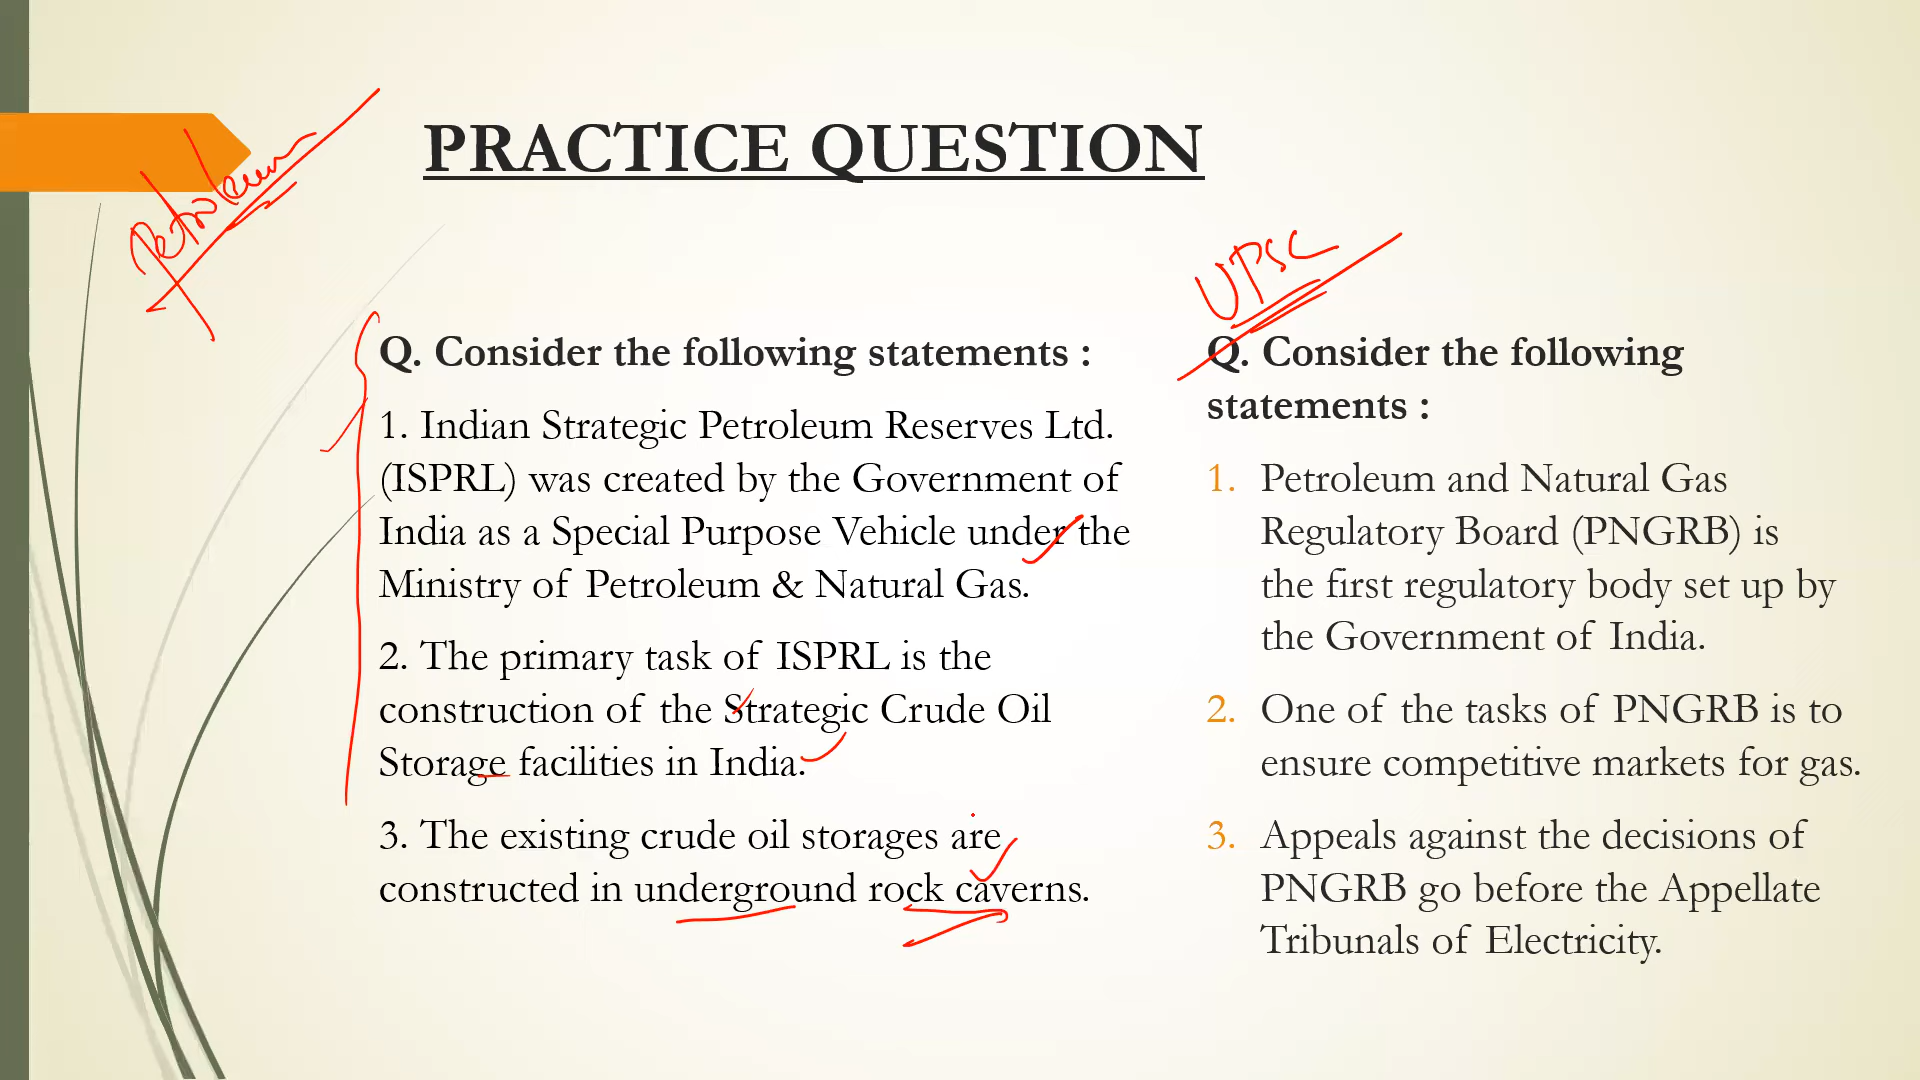 PRACTICE QUESTION
Petroleum
UPSC
Q. Consider the following statements :
1. Indian Strategic Petroleum Reserves Ltd.
(ISPRL) was created by the Government of
India as a Special Purpose Vehicle under the
Ministry of Petroleum & Natural Gas.
2. The primary task of ISPRL is the
construction of the Strategic Crude Oil
Storage facilities in India.
3. The existing crude oil storages are
constructed in underground rock caverns.
Q. Consider the following
statements :
1. Petroleum and Natural Gas
Regulatory Board (PNGRB) is
the first regulatory body set up by
the Government of India.
2. One of the tasks of PNGRB is to
ensure competitive markets for gas.
3. Appeals against the decisions of
PNGRB go before the Appellate
Tribunals of Electricity.